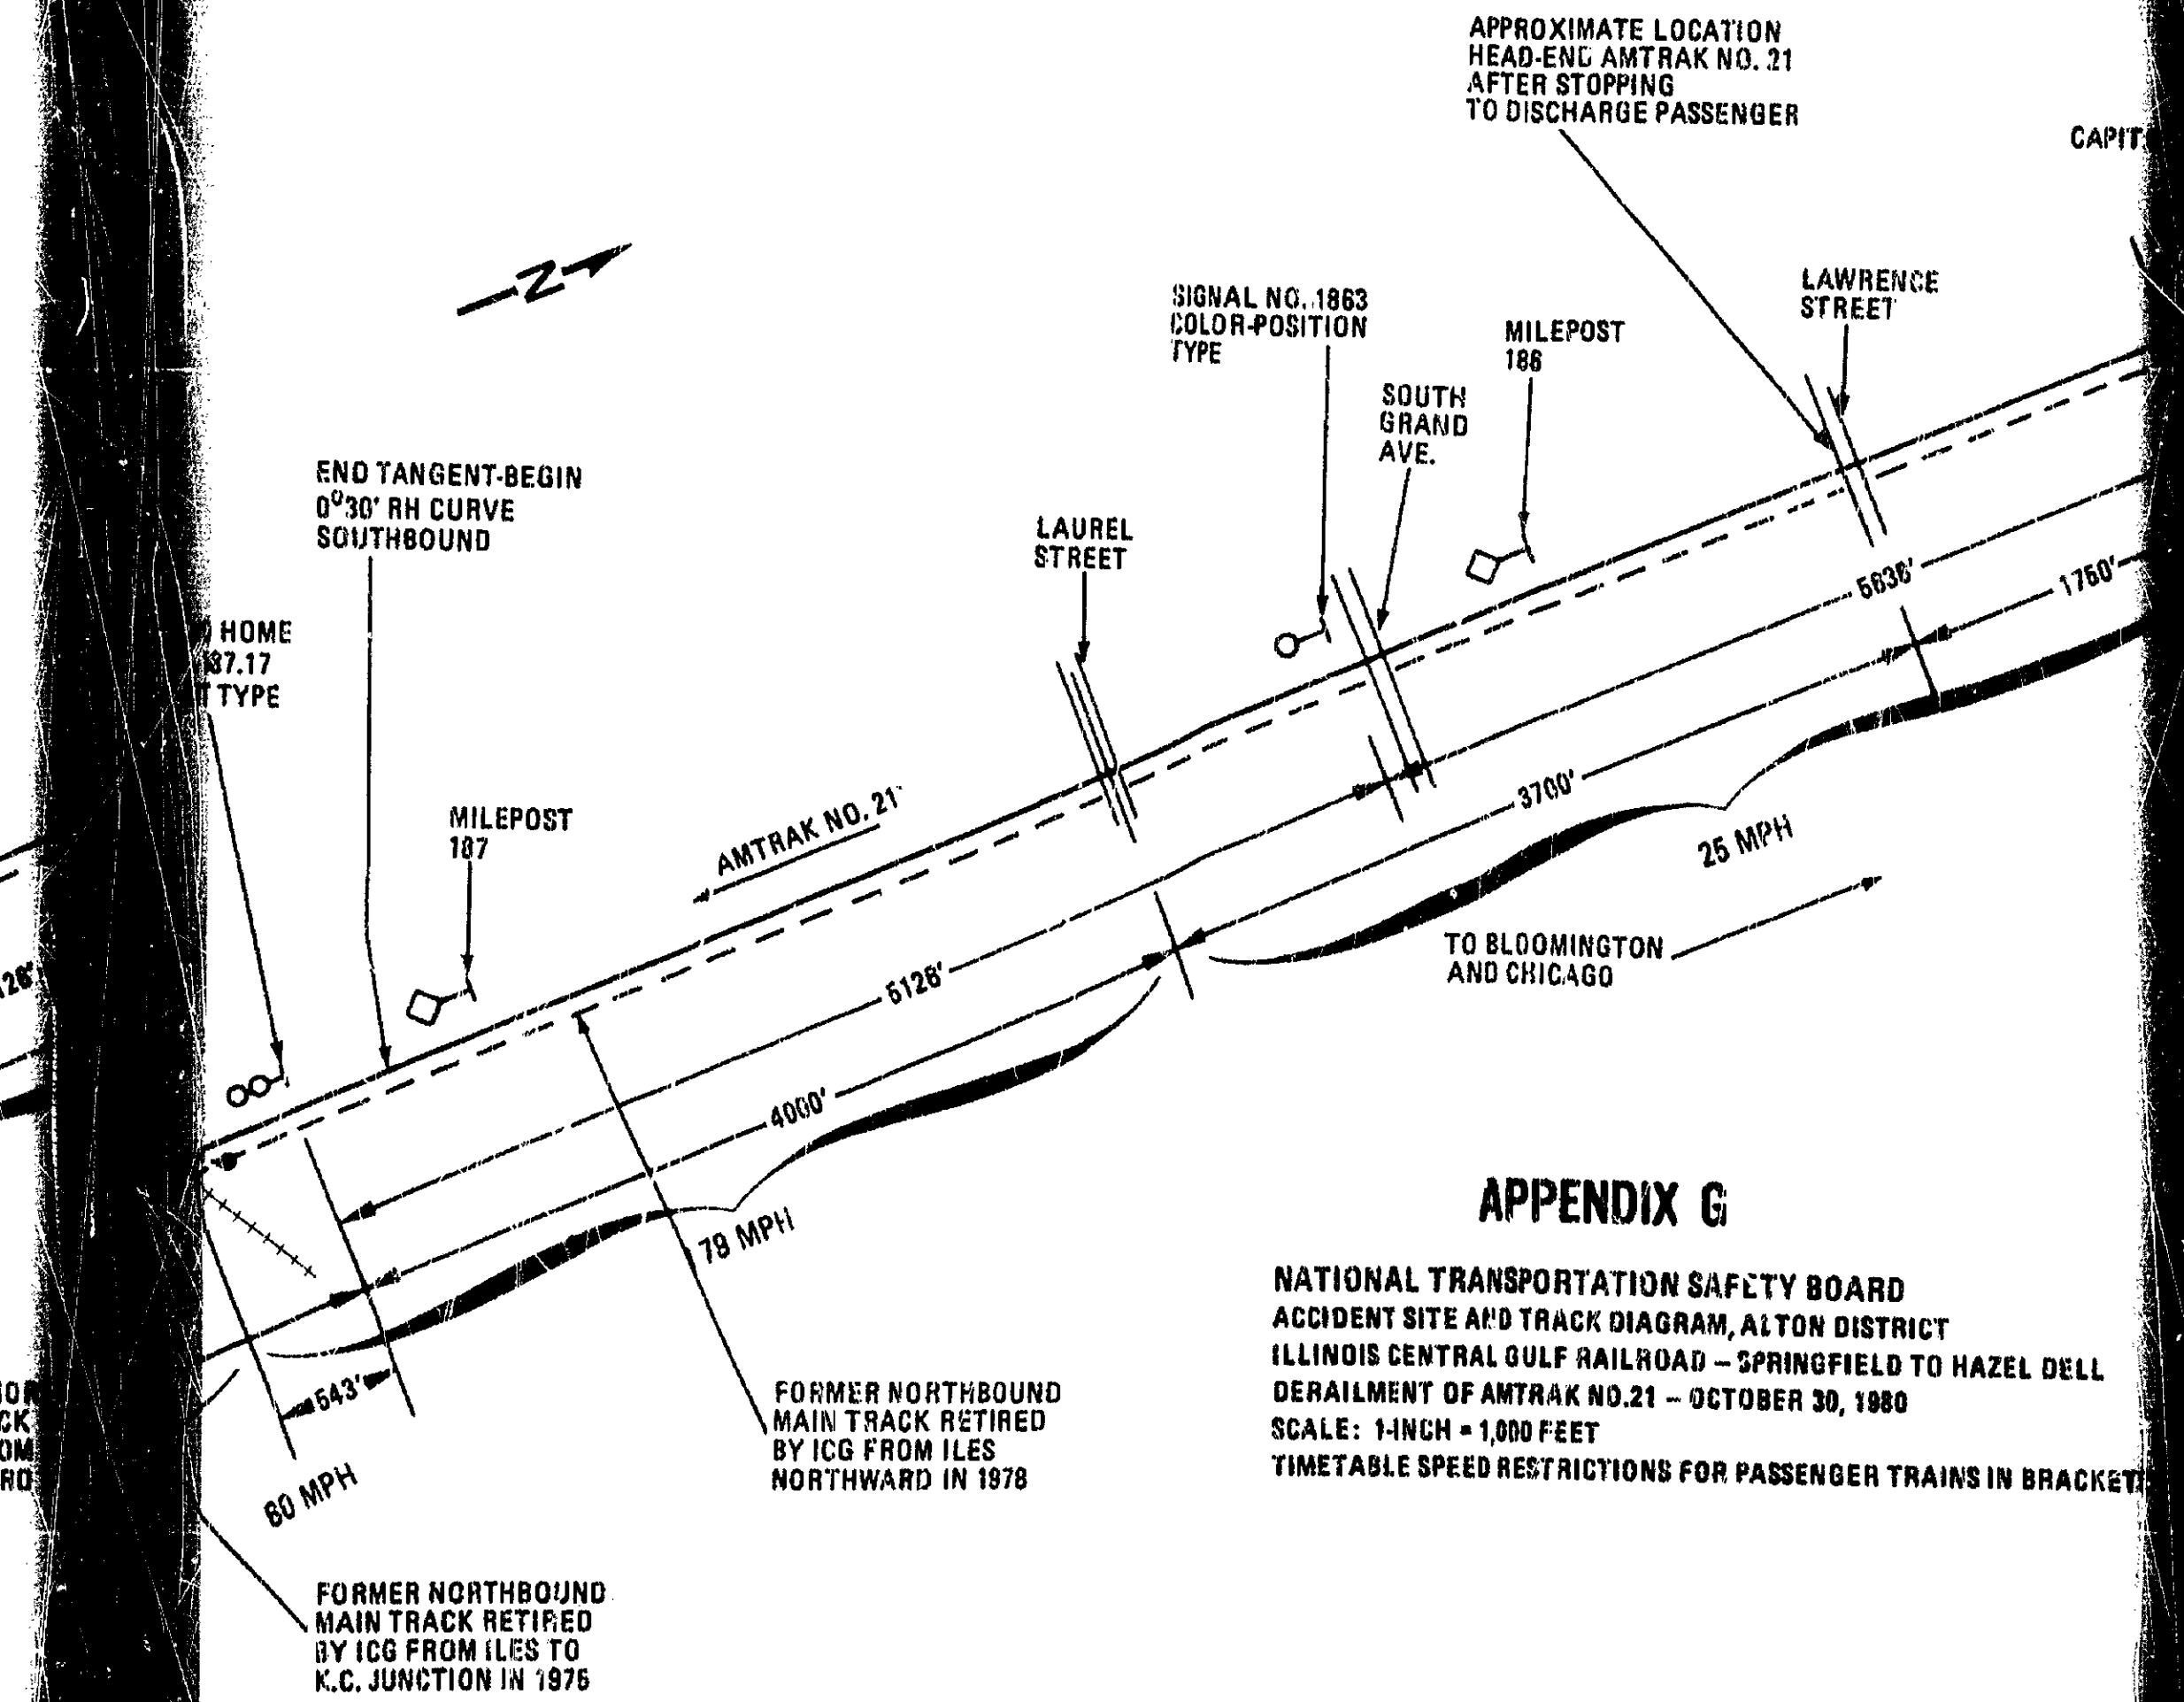 APPROXIMATE LOCATION
HEAD-END AMTRAK NO. 21
AFTER STOPPING
TO DISCHARGE PASSENGER
CAPIT
N
LAWRENCE
STREET
SIGNAL NO. 1863
COLOR-POSITION
TYPE
MILEPOST
186
SOUTH
GRAND
AVE.
END TANGENT-BEGIN
0°30' RH CURVE
SOUTHBOUND
LAUREL
STREET
HOME
87.17
T TYPE
1750'
MILEPOST
187
AMTRAK NO. 21
3700'
25 MPH
TO BLOOMINGTON
AND CHICAGO
4000'
79 MPH
543'
APPENDIX G
NATIONAL TRANSPORTATION SAFETY BOARD
ACCIDENT SITE AND TRACK DIAGRAM, ALTON DISTRICT
ILLINOIS CENTRAL GULF RAILROAD – SPRINGFIELD TO HAZEL DELL
DERAILMENT OF AMTRAK NO.21 – OCTOBER 30, 1980
SCALE: 1-INCH = 1,000 FEET
TIMETABLE SPEED RESTRICTIONS FOR PASSENGER TRAINS IN BRACKET
FORMER NORTHBOUND
MAIN TRACK RETIRED
BY ICG FROM ILES
NORTHWARD IN 1978
MPH
FORMER NORTHBOUND
MAIN TRACK RETIRED
BY ICG FROM ILES TO
K.C. JUNCTION IN